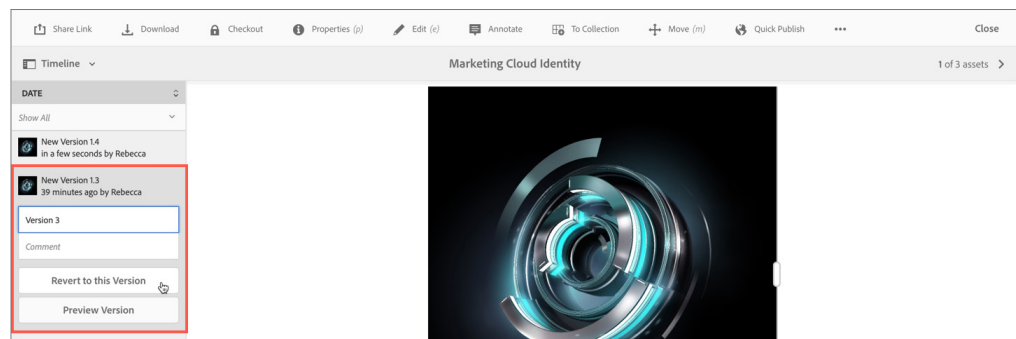 Share Link Download Checkout Properties (p) Edit (e) Annotate To Collection Move (m) Quick Publish ••• Close
Timeline Marketing Cloud Identity 1 of 3 assets
DATE
Show All
New Version 1.4
in a few seconds by Rebecca
New Version 1.3
39 minutes ago by Rebecca
Version 3
Comment
Revert to this Version
Preview Version